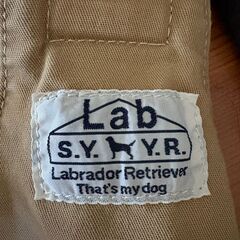 Lab
S.Y. Y.R.
Labrador Retriever
That's my dog